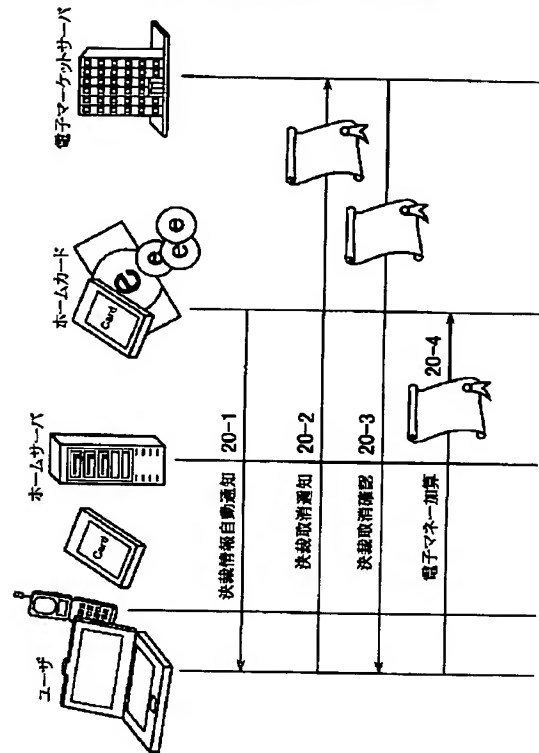 ユーザ
Card
ホームサーバ
ホームカード
Card
e
e
e
e
電子マーケットサーバ
決裁情報自動通知 20-1
決裁取消通知 20-2
決裁取消確認 20-3
電子マネー加算 20-4